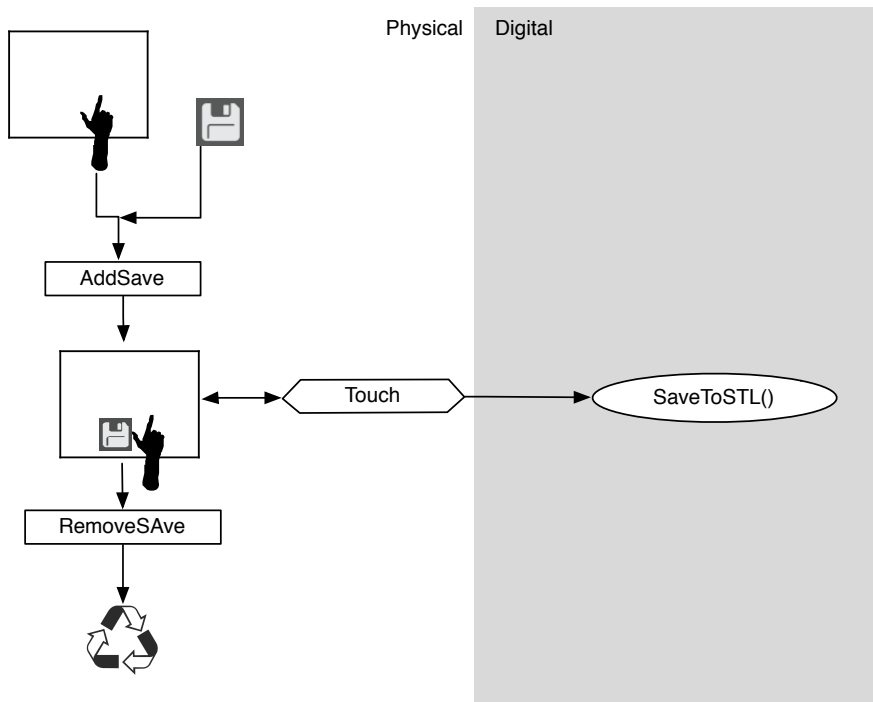 Physical
Digital
AddSave
Touch
SaveToSTL()
RemoveSAve